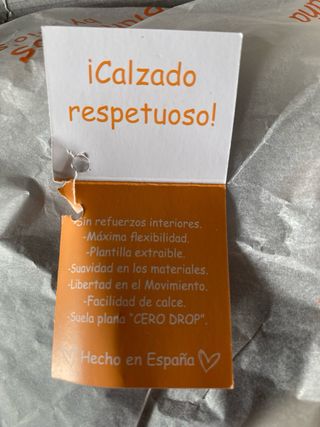 ¡Calzado
respetuoso!
-Sin refuerzos interiores.
-Máxima flexibilidad.
-Plantilla extraible.
-Suavidad en los materiales.
-Libertad en el Movimiento.
-Facilidad de calce.
-Suela plana "CERO DROP".
Hecho en España